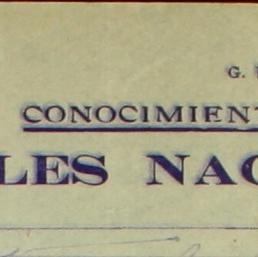 G.
CONOCIMIENT
LES NAC